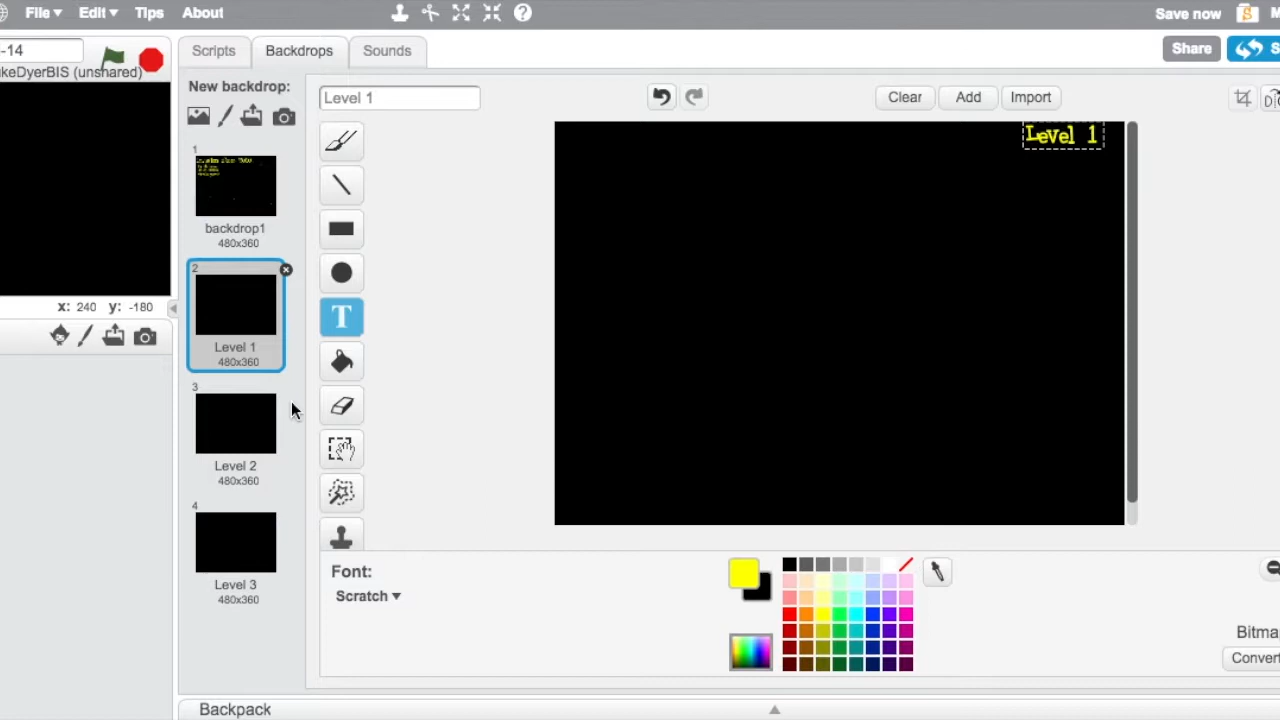 File Edit Tips About Save now
-14
keDyerBIS (unshared)
Scripts Backdrops Sounds Share
New backdrop:
Level 1 Clear Add Import
Level 1
1
backdrop1
480x360
2
Level 1
480x360
x: 240 y: -180
3
Level 2
480x360
4
Level 3
480x360
T
Font:
Scratch
Bitma
Convert
Backpack